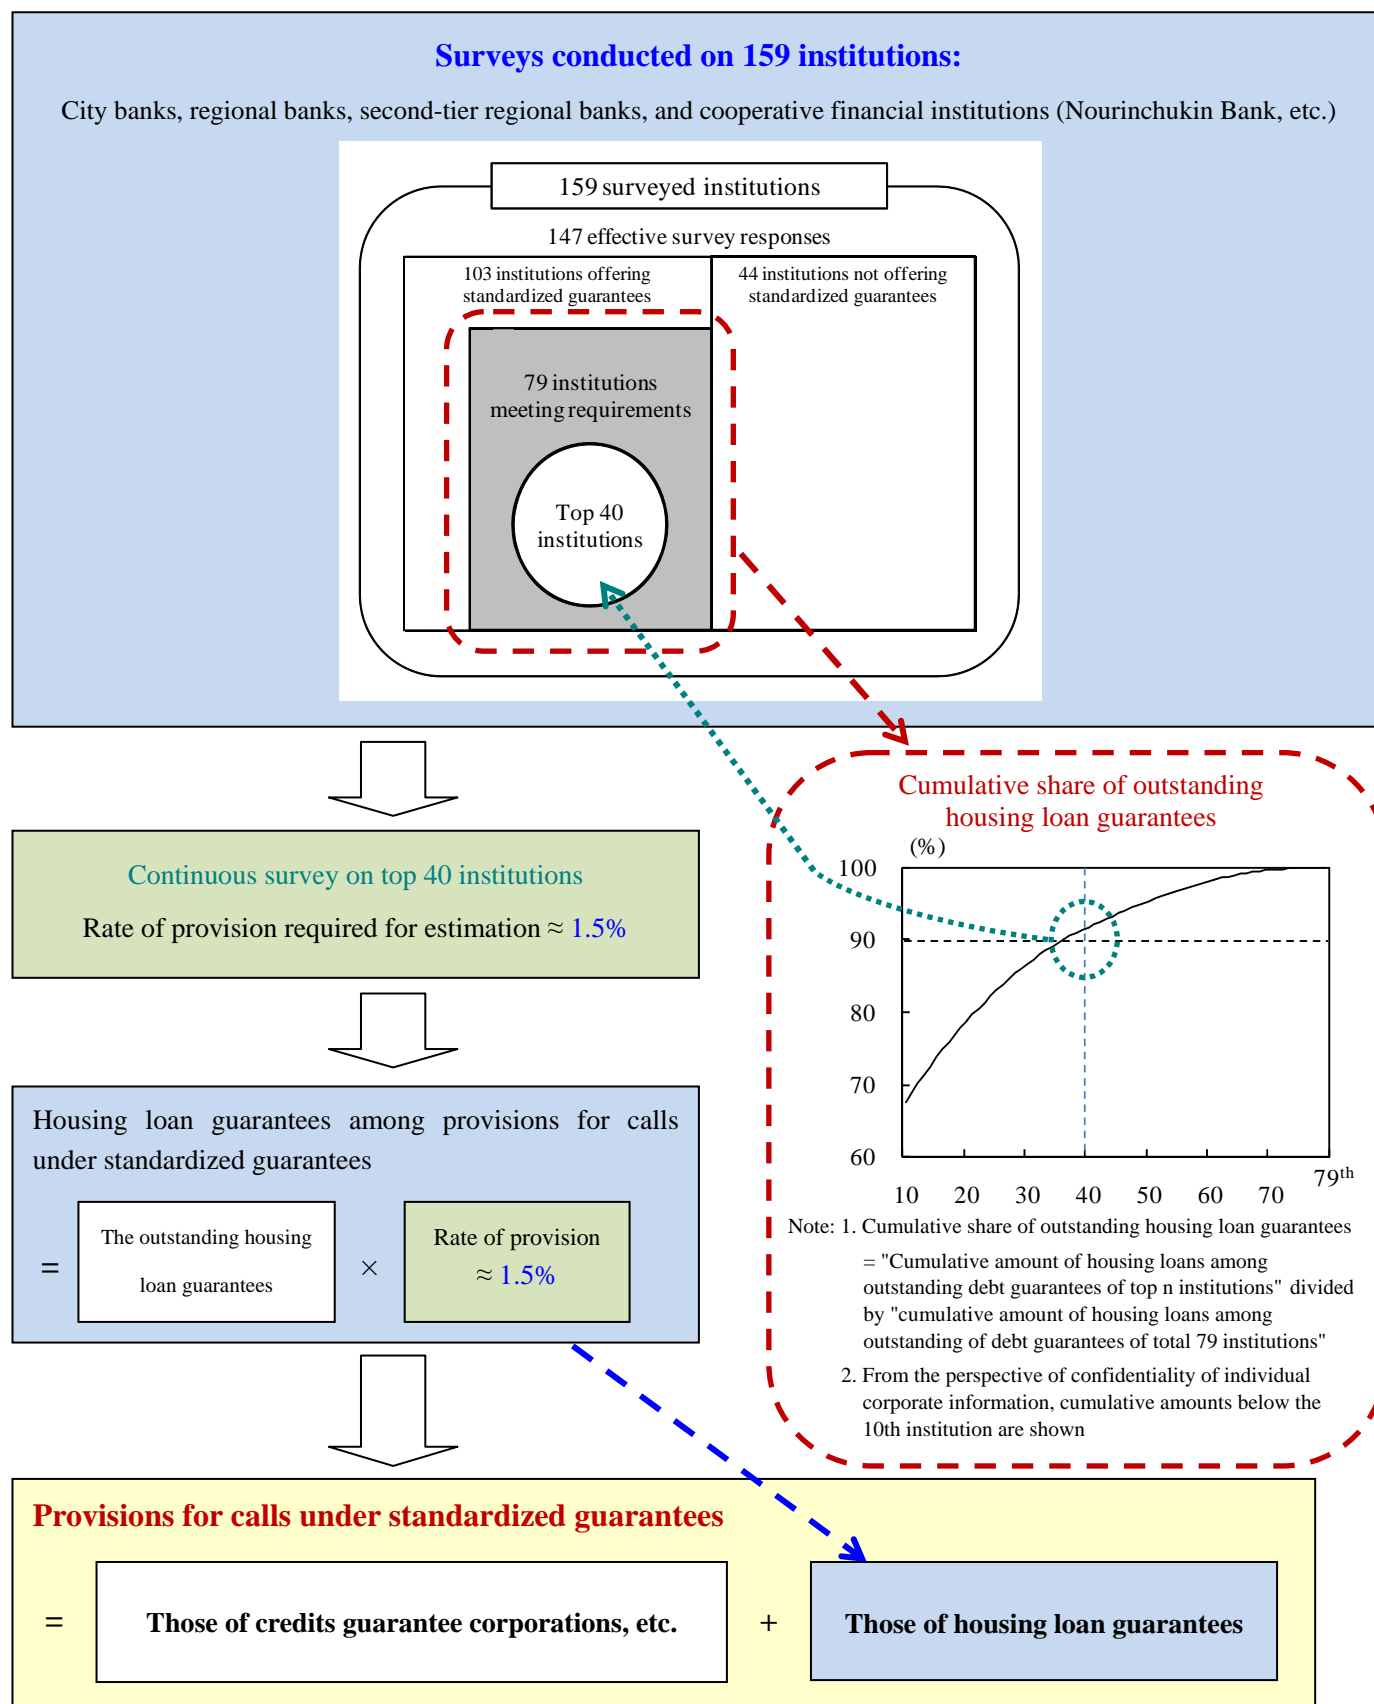 Surveys conducted on 159 institutions:
City banks, regional banks, second-tier regional banks, and cooperative financial institutions (Nourinchukin Bank, etc.)
159 surveyed institutions
147 effective survey responses
103 institutions offering
standardized guarantees
44 institutions not offering
standardized guarantees
79 institutions
meeting requirements
Top 40
institutions
Continuous survey on top 40 institutions
Rate of provision required for estimation ≈ 1.5%
Housing loan guarantees among provisions for calls
under standardized guarantees
=
The outstanding housing
loan guarantees
×
Rate of provision
≈ 1.5%
Cumulative share of outstanding
housing loan guarantees
(%)
100
90
80
70
60
10 20 30 40 50 60 70 79th
Note: 1. Cumulative share of outstanding housing loan guarantees
= "Cumulative amount of housing loans among
outstanding debt guarantees of top n institutions" divided
by "cumulative amount of housing loans among
outstanding of debt guarantees of total 79 institutions"
2. From the perspective of confidentiality of individual
corporate information, cumulative amounts below the
10th institution are shown
Provisions for calls under standardized guarantees
=
Those of credits guarantee corporations, etc.
+
Those of housing loan guarantees